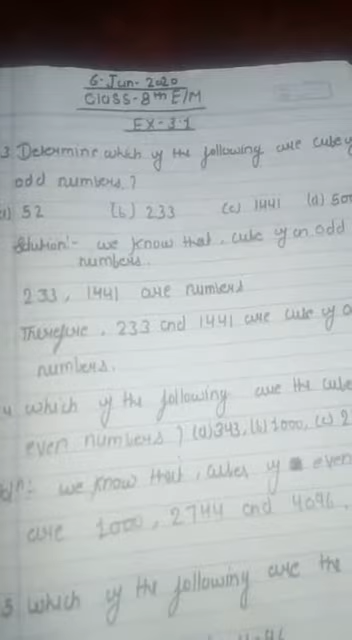 6-Jun-2020
Class-8th E/M
Ex-3.1
3 Determine which of the following are cube of
odd numbers.?
52 (b) 233 (c) 1441 (d) 50
Solution:- we know that, cube of an odd
numbers.
233, 1441 are numbers
Therefore, 233 and 1441 are cube of o
numbers.
4 which of the following are the cube
even numbers? (a) 343, (b) 1000, (c) 2
we know that, cubes of even
are 1000, 2744 and 4096.
5 which of the following are the